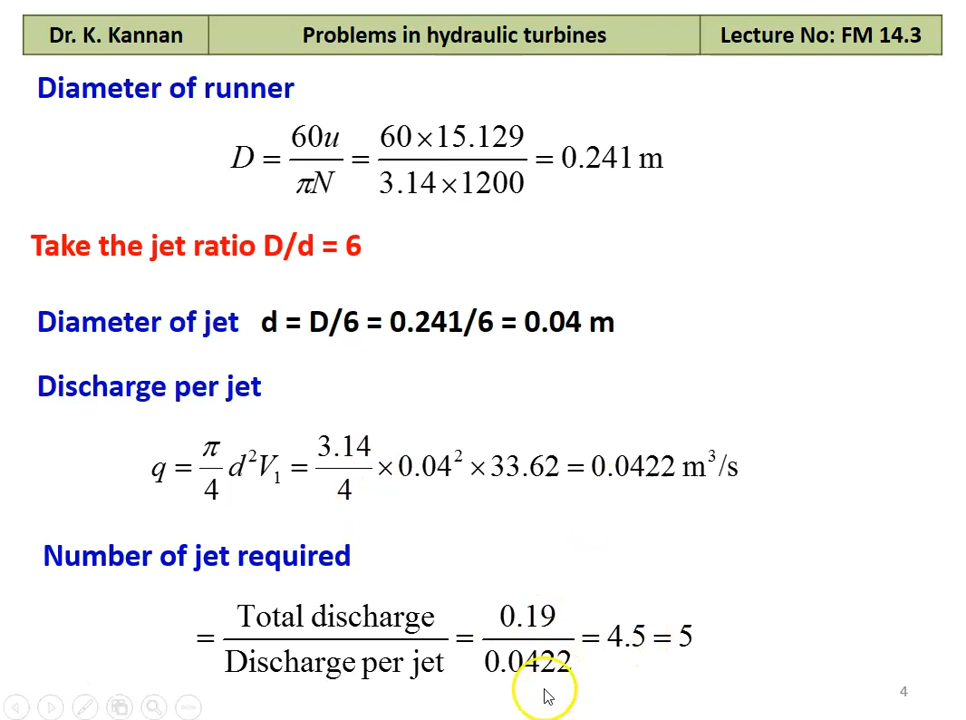 Dr. K. Kannan Problems in hydraulic turbines Lecture No: FM 14.3
Diameter of runner
D = 60u / πN = 60 × 15.129 / 3.14 × 1200 = 0.241 m
Take the jet ratio D/d = 6
Diameter of jet d = D/6 = 0.241/6 = 0.04 m
Discharge per jet
q = π/4 d² V₁ = 3.14/4 × 0.04² × 33.62 = 0.0422 m³/s
Number of jet required
= Total discharge / Discharge per jet = 0.19 / 0.0422 = 4.5 = 5
4